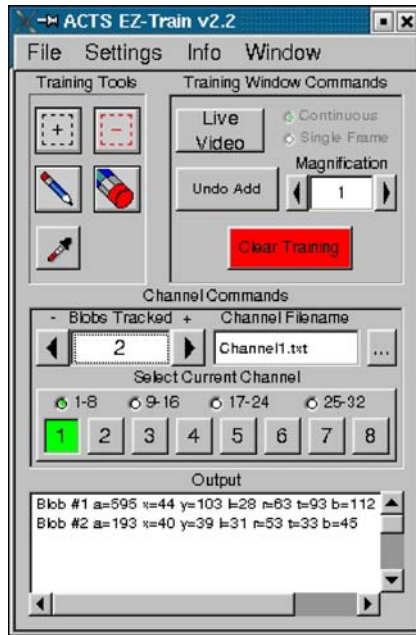 ACTS EZ-Train v2.2
File Settings Info Window
Training Tools
Training Window Commands
Live Video
Continuous
Single Frame
Magnification
Undo Add
1
Clear Training
Channel Commands
- Blobs Tracked +
Channel Filename
2
Channel1.txt
...
Select Current Channel
1-8 9-16 17-24 25-32
1 2 3 4 5 6 7 8
Output
Blob #1 a=595 x=44 y=103 l=28 r=63 t=93 b=112
Blob #2 a=193 x=40 y=39 l=31 r=53 t=33 b=45